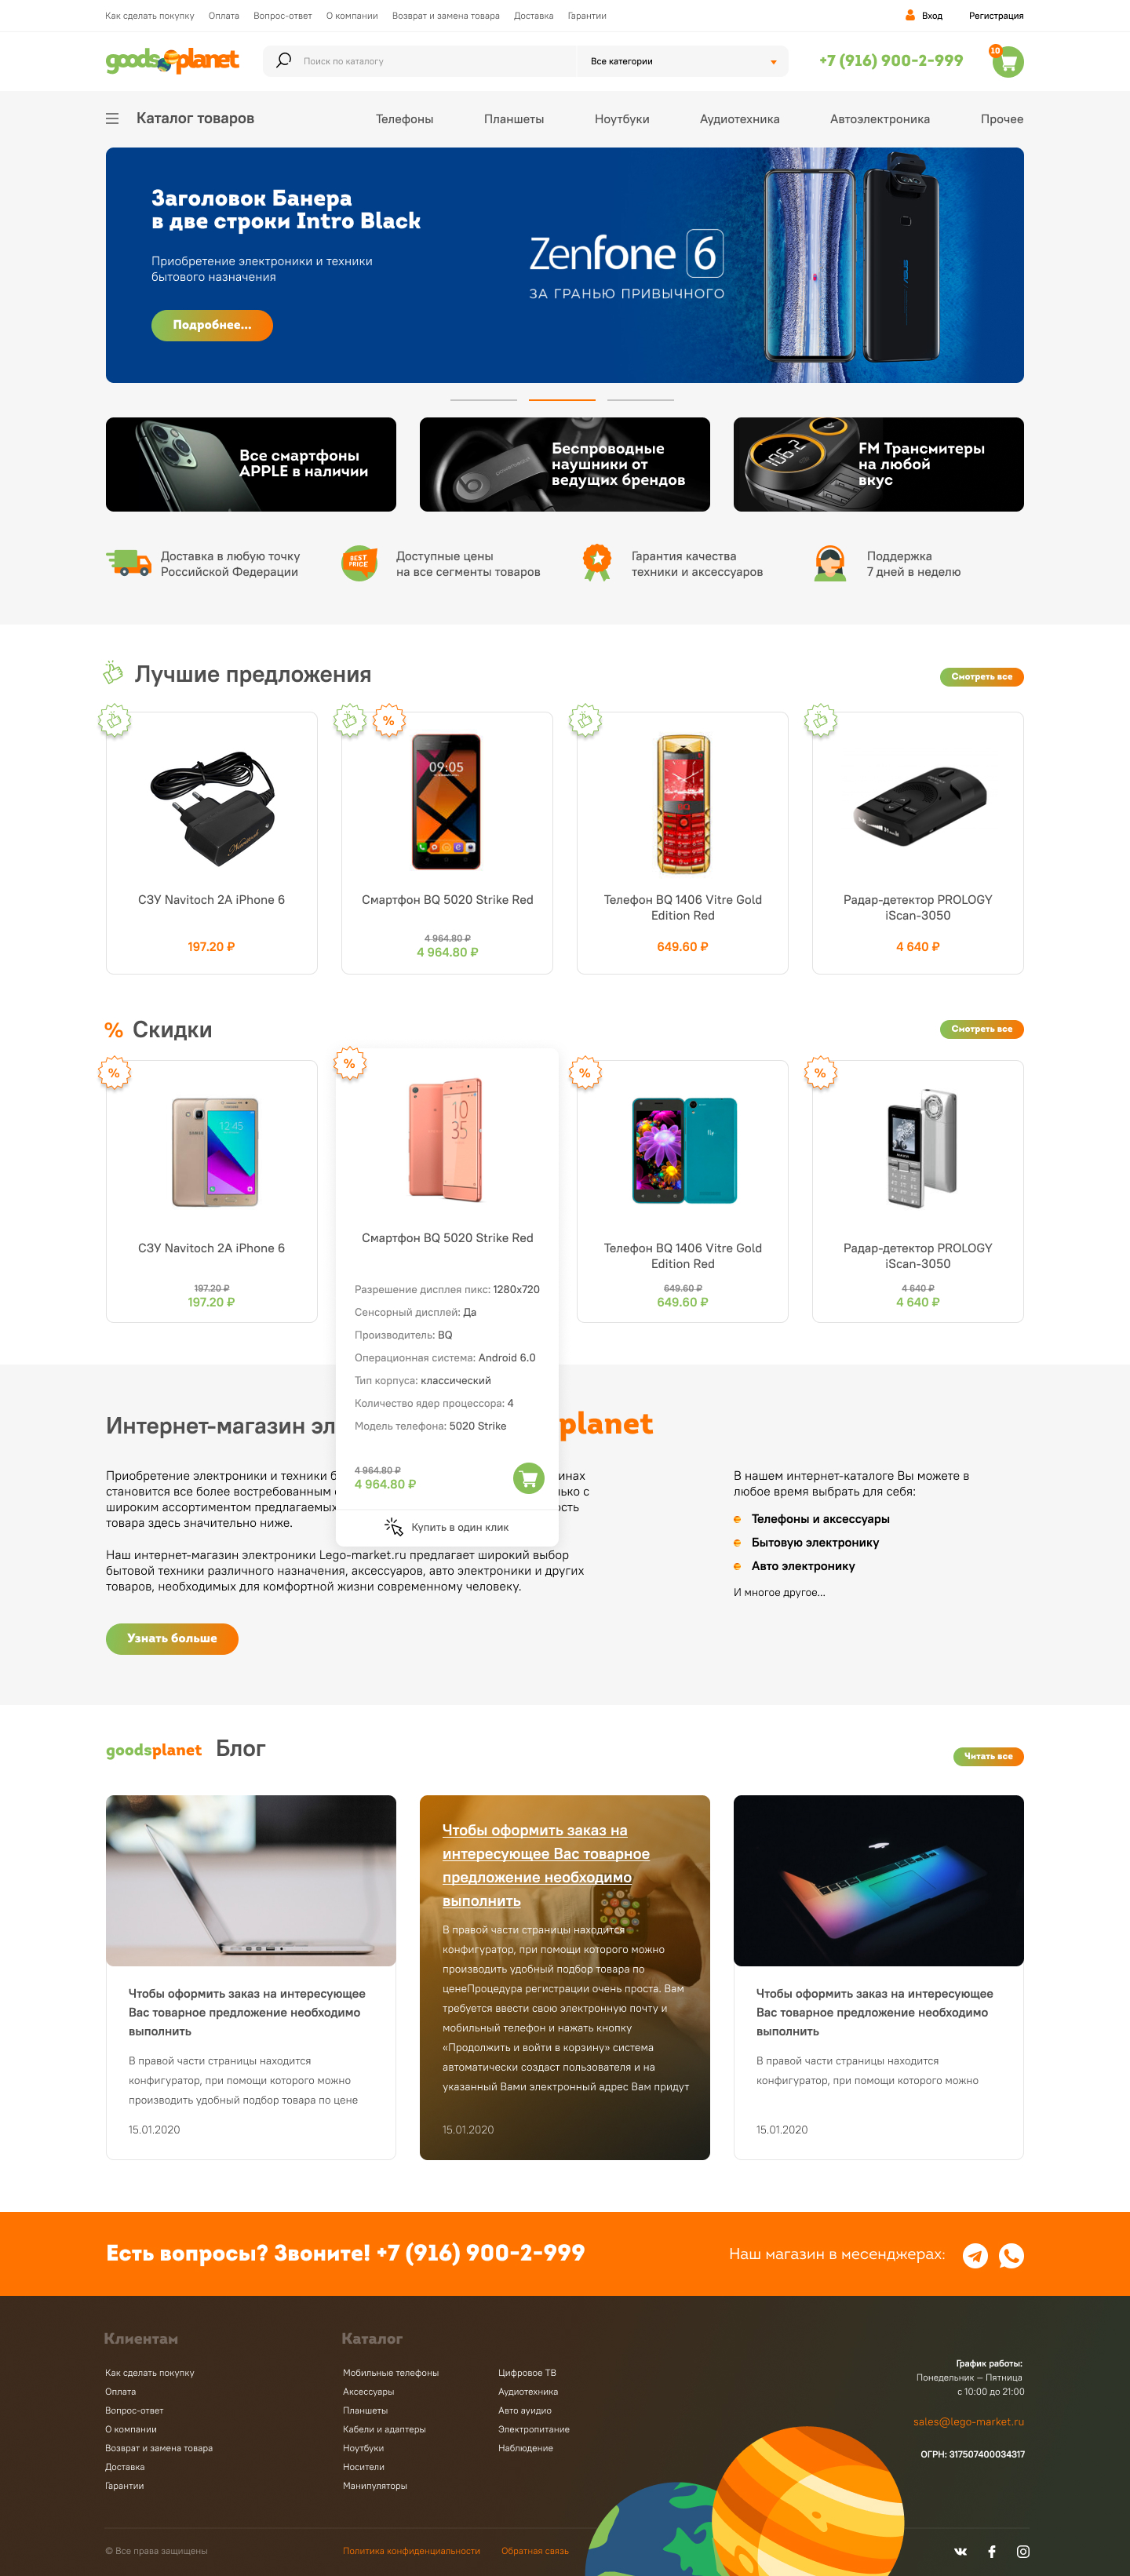 Как сделать покупку Оплата Вопрос-ответ О компании Возврат и замена товара Доставка Гарантии Вход Регистрация
goodsplanet Поиск по каталогу Все категории +7 (916) 900-2-999 10
Каталог товаров Телефоны Планшеты Ноутбуки Аудиотехника Автоэлектроника Прочее
Заголовок Банера
в две строки Intro Black
Приобретение электроники и техники
бытового назначения
Подробнее...
Zenfone 6
ЗА ГРАНЬЮ ПРИВЫЧНОГО
Все смартфоны
APPLE в наличии
Беспроводные
наушники от
ведущих брендов
106.2
FM Трансмитеры
на любой
вкус
Доставка в любую точку
Российской Федерации
BEST
PRICE
Доступные цены
на все сегменты товаров
Гарантия качества
техники и аксессуаров
Поддержка
7 дней в неделю
Лучшие предложения
Смотреть все
Navitoch
СЗУ Navitoch 2A iPhone 6
197.20 ₽
%
09:05
Смартфон BQ 5020 Strike Red
4 964.80 ₽
4 964.80 ₽
Телефон BQ 1406 Vitre Gold
Edition Red
649.60 ₽
Радар-детектор PROLOGY
iScan-3050
4 640 ₽
% Скидки
Смотреть все
%
SAMSUNG
12:45
СЗУ Navitoch 2A iPhone 6
197.20 ₽
197.20 ₽
%
10
35
Смартфон BQ 5020 Strike Red
Разрешение дисплея пикс: 1280x720
Сенсорный дисплей: Да
Производитель: BQ
Операционная система: Android 6.0
Тип корпуса: классический
Количество ядер процессора: 4
Модель телефона: 5020 Strike
4 964.80 ₽
4 964.80 ₽
Купить в один клик
%
Fly
Телефон BQ 1406 Vitre Gold
Edition Red
649.60 ₽
649.60 ₽
%
Радар-детектор PROLOGY
iScan-3050
4 640 ₽
4 640 ₽
Интернет-магазин эл planet
Приобретение электроники и техники б инах
становится все более востребованным лько с
широким ассортиментом предлагаемых ость
товара здесь значительно ниже.
Наш интернет-магазин электроники Lego-market.ru предлагает широкий выбор
бытовой техники различного назначения, аксессуаров, авто электроники и других
товаров, необходимых для комфортной жизни современному человеку.
Узнать больше
В нашем интернет-каталоге Вы можете в
любое время выбрать для себя:
Телефоны и аксессуары
Бытовую электронику
Авто электронику
И многое другое...
goodsplanet Блог
Читать все
Чтобы оформить заказ на интересующее
Вас товарное предложение необходимо
выполнить
В правой части страницы находится
конфигуратор, при помощи которого можно
производить удобный подбор товара по цене
15.01.2020
Чтобы оформить заказ на
интересующее Вас товарное
предложение необходимо
выполнить
В правой части страницы находится
конфигуратор, при помощи которого можно
производить удобный подбор товара по
ценеПроцедура регистрации очень проста. Вам
требуется ввести свою электронную почту и
мобильный телефон и нажать кнопку
«Продолжить и войти в корзину» система
автоматически создаст пользователя и на
указанный Вами электронный адрес Вам придут
15.01.2020
Чтобы оформить заказ на интересующее
Вас товарное предложение необходимо
выполнить
В правой части страницы находится
конфигуратор, при помощи которого можно
15.01.2020
Есть вопросы? Звоните! +7 (916) 900-2-999
Наш магазин в месенджерах:
Клиентам
Как сделать покупку
Оплата
Вопрос-ответ
О компании
Возврат и замена товара
Доставка
Гарантии
Каталог
Мобильные телефоны
Аксессуары
Планшеты
Кабели и адаптеры
Ноутбуки
Носители
Манипуляторы
Цифровое ТВ
Аудиотехника
Авто ауидио
Электропитание
Наблюдение
График работы:
Понедельник — Пятница
с 10:00 до 21:00
sales@lego-market.ru
ОГРН: 317507400034317
© Все права защищены
Политика конфиденциальности
Обратная связь